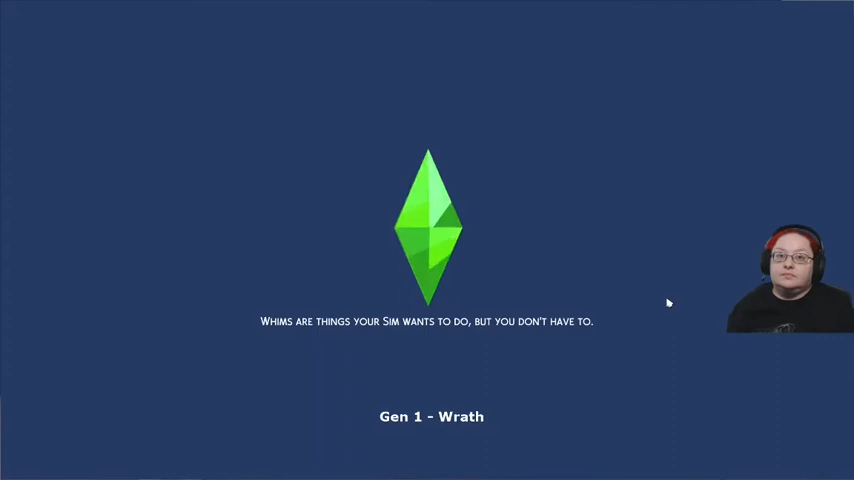 Whims are things your Sim wants to do, but you don't have to.
Gen 1 - Wrath